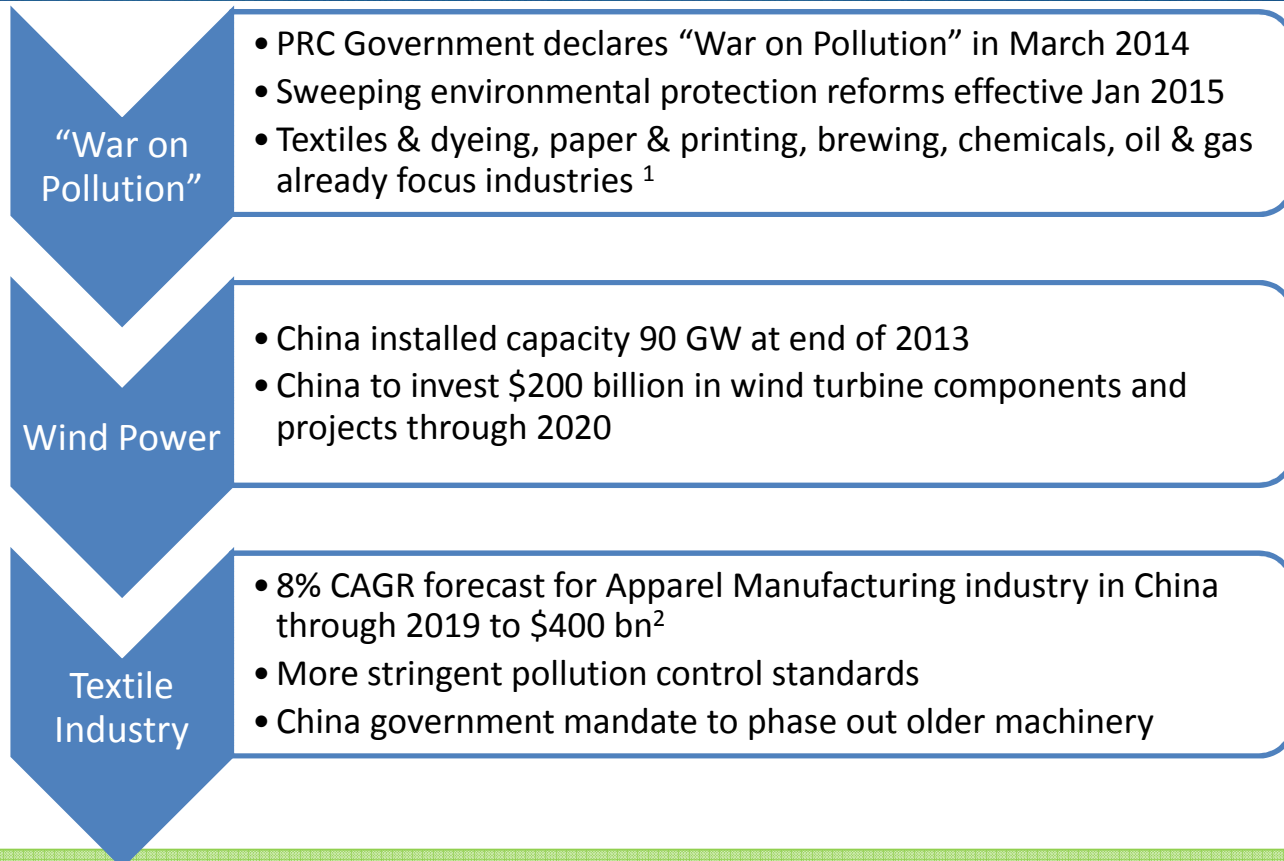 “War on
Pollution”
• PRC Government declares “War on Pollution” in March 2014
• Sweeping environmental protection reforms effective Jan 2015
• Textiles & dyeing, paper & printing, brewing, chemicals, oil & gas
already focus industries ¹
Wind Power
• China installed capacity 90 GW at end of 2013
• China to invest $200 billion in wind turbine components and
projects through 2020
Textile
Industry
• 8% CAGR forecast for Apparel Manufacturing industry in China
through 2019 to $400 bn²
• More stringent pollution control standards
• China government mandate to phase out older machinery